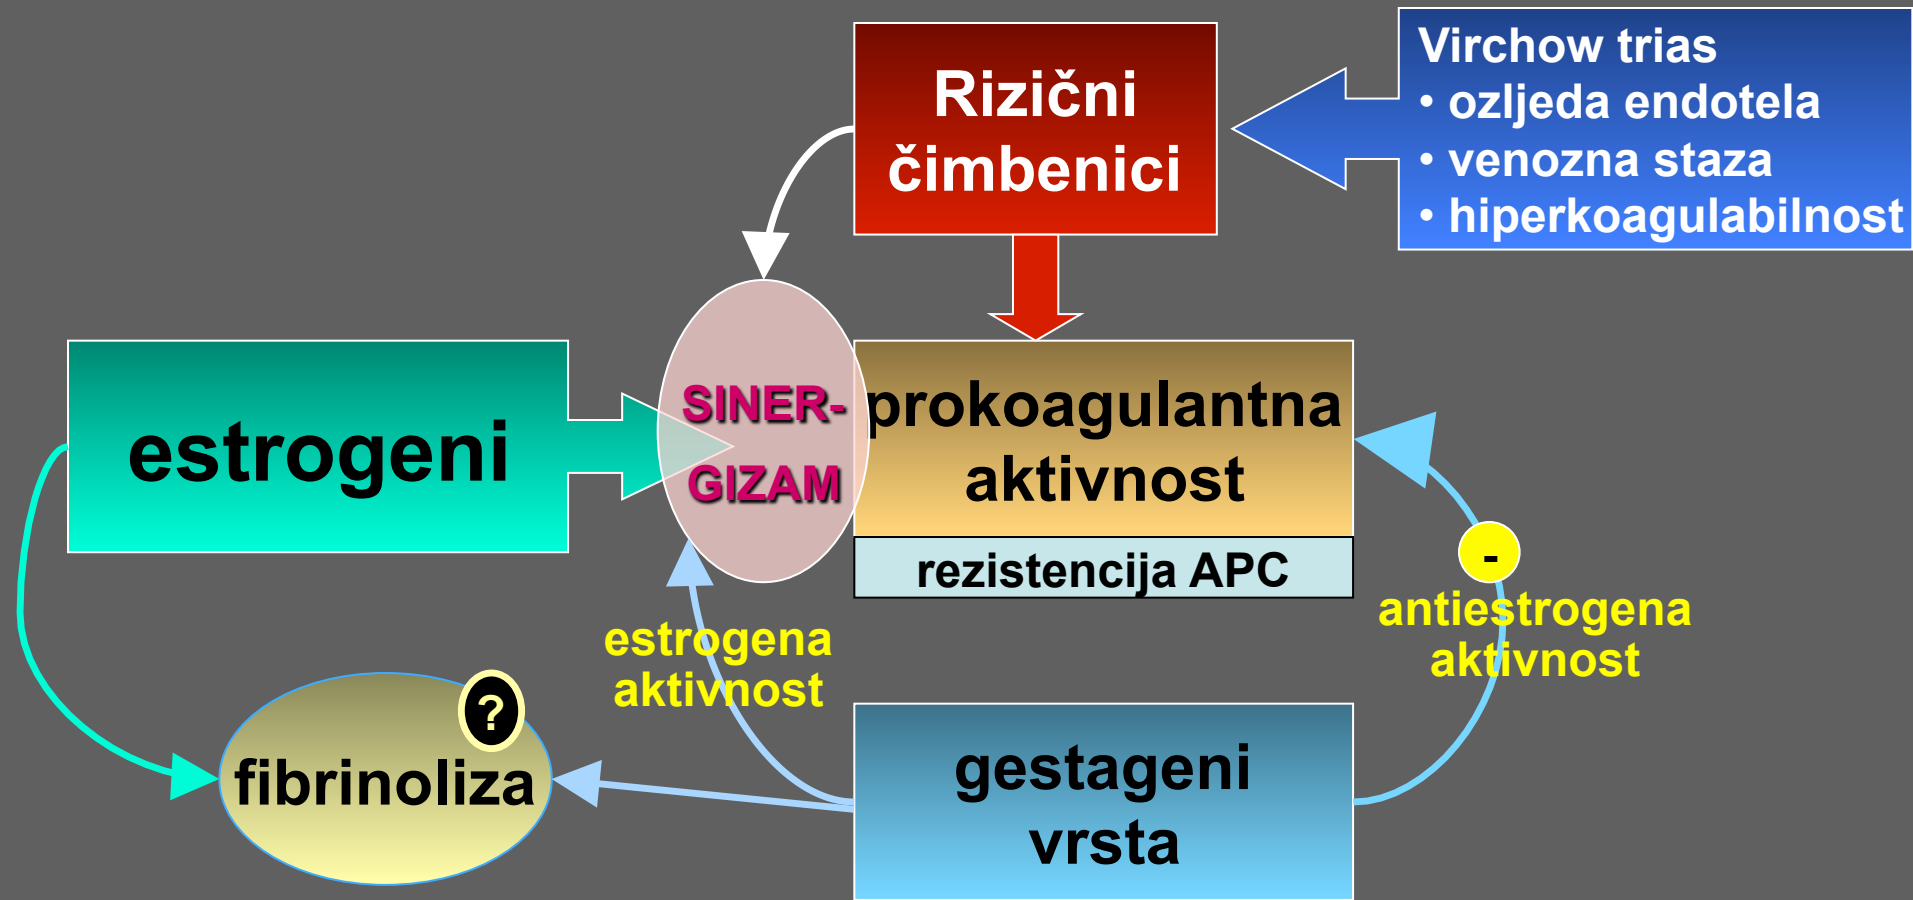 Rizični
čimbenici
Virchow trias
• ozljeda endotela
• venozna staza
• hiperkoagulabilnost
estrogeni
SINER-
GIZAM
prokoagulantna
aktivnost
rezistencija APC
-
antiestrogena
aktivnost
estrogena
aktivnost
?
fibrinoliza
gestageni
vrsta